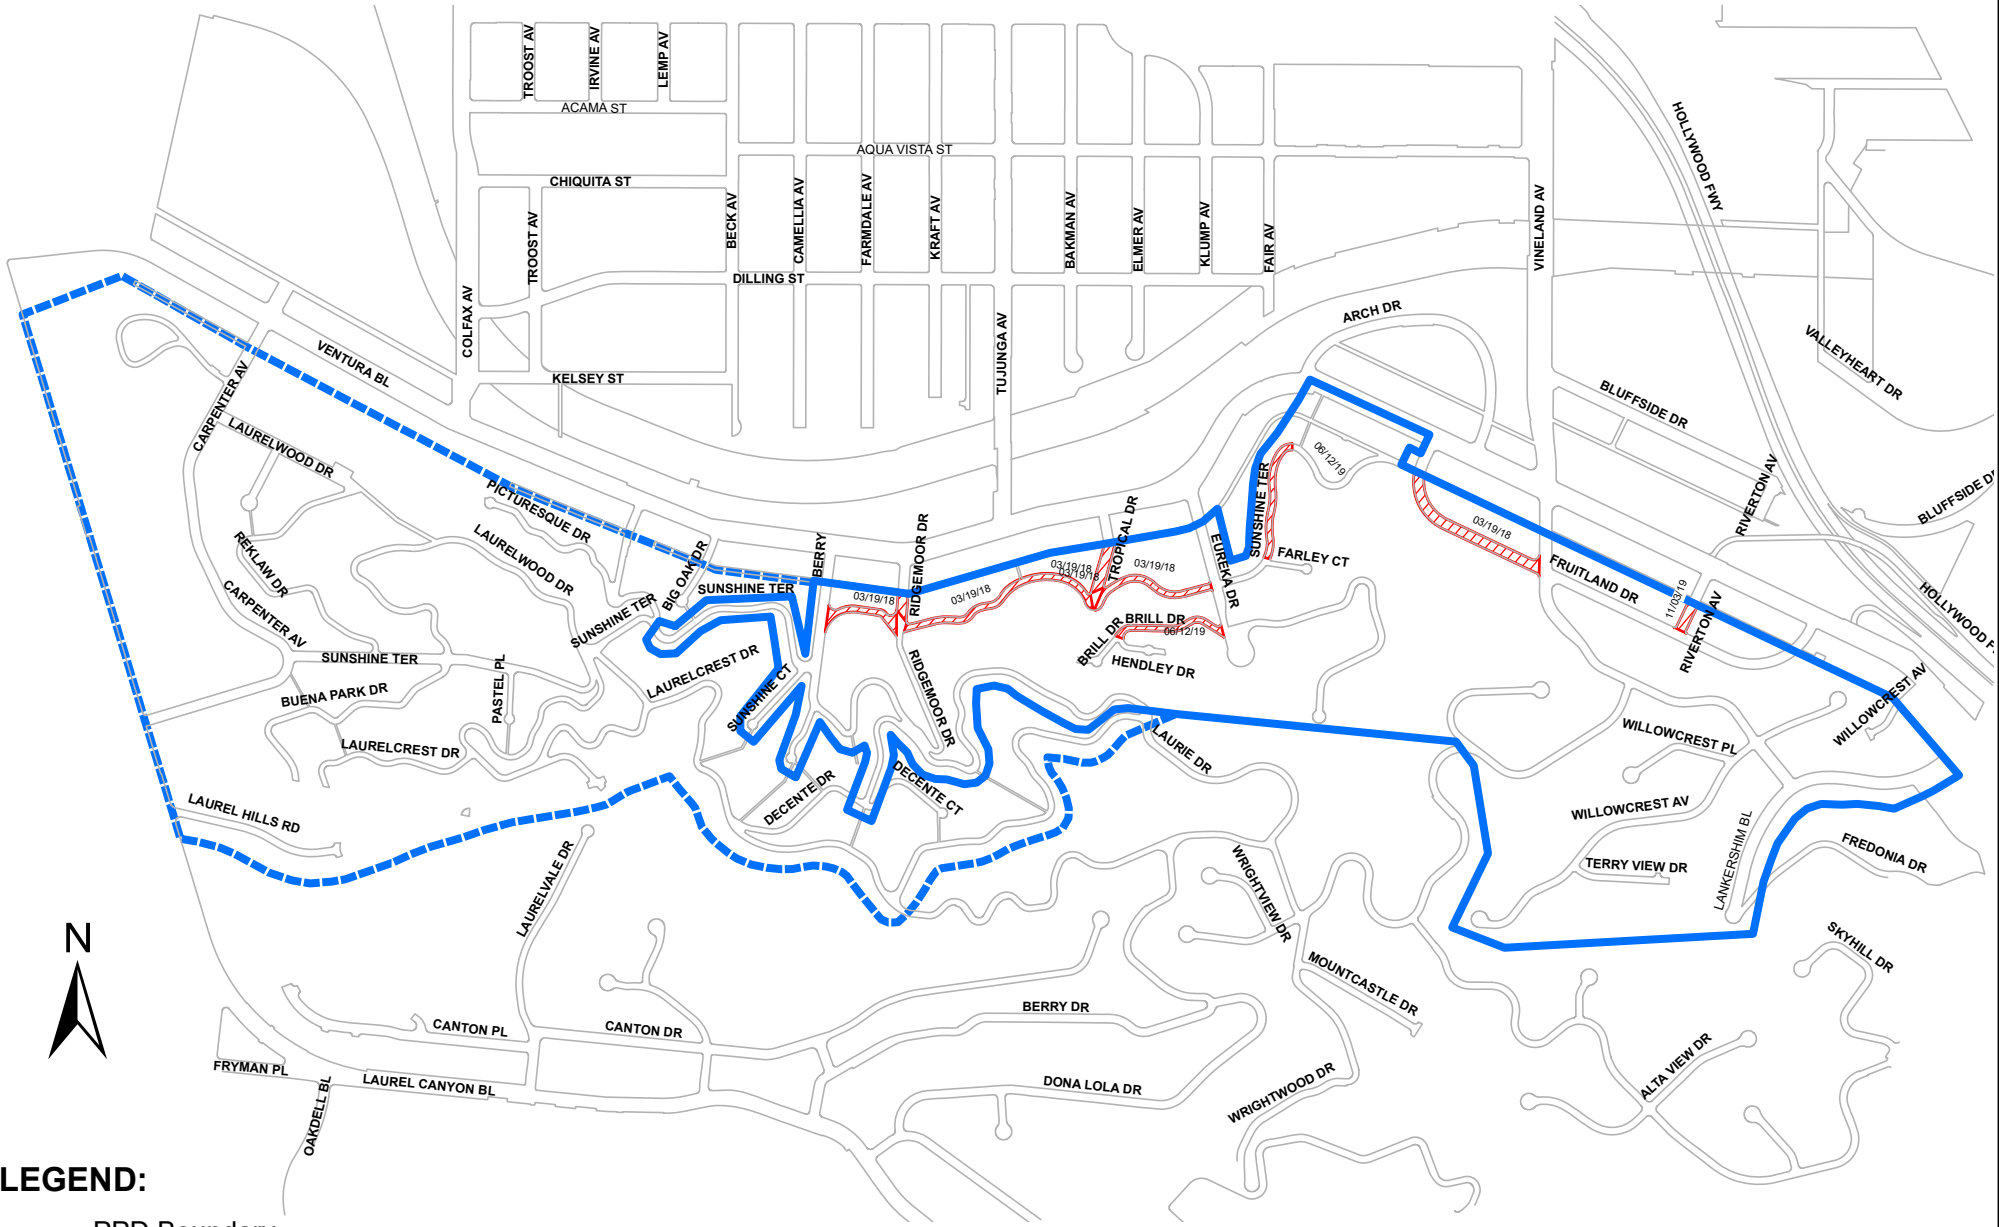 TROOST AV
IRVINE AV
LEMP AV
ACAMA ST
AQUA VISTA ST
CHIQUITA ST
HOLLYWOOD FWY
TROOST AV
BECK AV
CAMELLIA AV
FARMDALE AV
KRAFT AV
BAKMAN AV
ELMER AV
KLUMP AV
FAIR AV
VINELAND AV
DILLING ST
COLFAX AV
TUJUNGA AV
ARCH DR
VENTURA BL
KELSEY ST
CARPENTER AV
VALLEYHEART DR
BLUFFSIDE DR
LAURELWOOD DR
PICTURESQUE DR
LAURELWOOD DR
REKLAW DR
CARPENTER AV
BIG OAK DR
BERRY
RIDGEMOOR DR
TROPICAL DR
EUREKA DR
SUNSHINE TER
06/12/19
03/19/18
RIVERTON AV
BLUFFSIDE DR
FARLEY CT
FRUITLAND DR
11/03/19
RIVERTON AV
HOLLYWOOD F
SUNSHINE TER
SUNSHINE TER
03/19/18
03/19/18
03/19/18
03/19/18
03/19/18
BRILL DR
BRILL DR
06/12/19
HENDLEY DR
SUNSHINE TER
BUENA PARK DR
PASTEL PL
LAURELCREST DR
SUNSHINE CT
RIDGEMOOR DR
LAURELCREST DR
DECENTE DR
DECENTE CT
LAURIE DR
WILLOWCREST PL
WILLOWCREST AV
WILLOWCREST AV
LAUREL HILLS RD
LAURELVALE DR
WRIGHTVIEW DR
TERRY VIEW DR
LANKERSHIM BL
FREDONIA DR
N
SKYHILL DR
MOUNTCASTLE DR
CANTON PL
CANTON DR
BERRY DR
FRYMAN PL
OAKDELL BL
LAUREL CANYON BL
DONA LOLA DR
WRIGHTWOOD DR
ALTA VIEW DR
LEGEND:
PPD Boundary